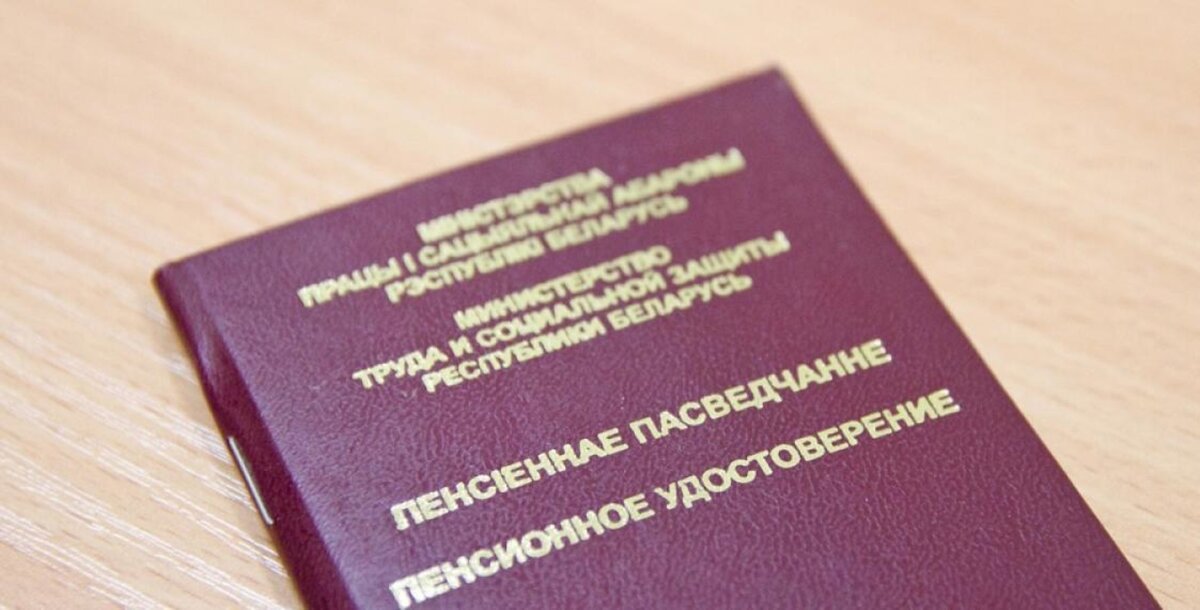 МІНІСТЭРСТВА
ПРАЦЫ І САЦЫЯЛЬНАЙ АБАРОНЫ
РЭСПУБЛІКІ БЕЛАРУСЬ
МИНИСТЕРСТВО
ТРУДА И СОЦИАЛЬНОЙ ЗАЩИТЫ
РЕСПУБЛИКИ БЕЛАРУСЬ
ПЕНСІЕННАЕ ПАСВЕДЧАННЕ
ПЕНСИОННОЕ УДОСТОВЕРЕНИЕ